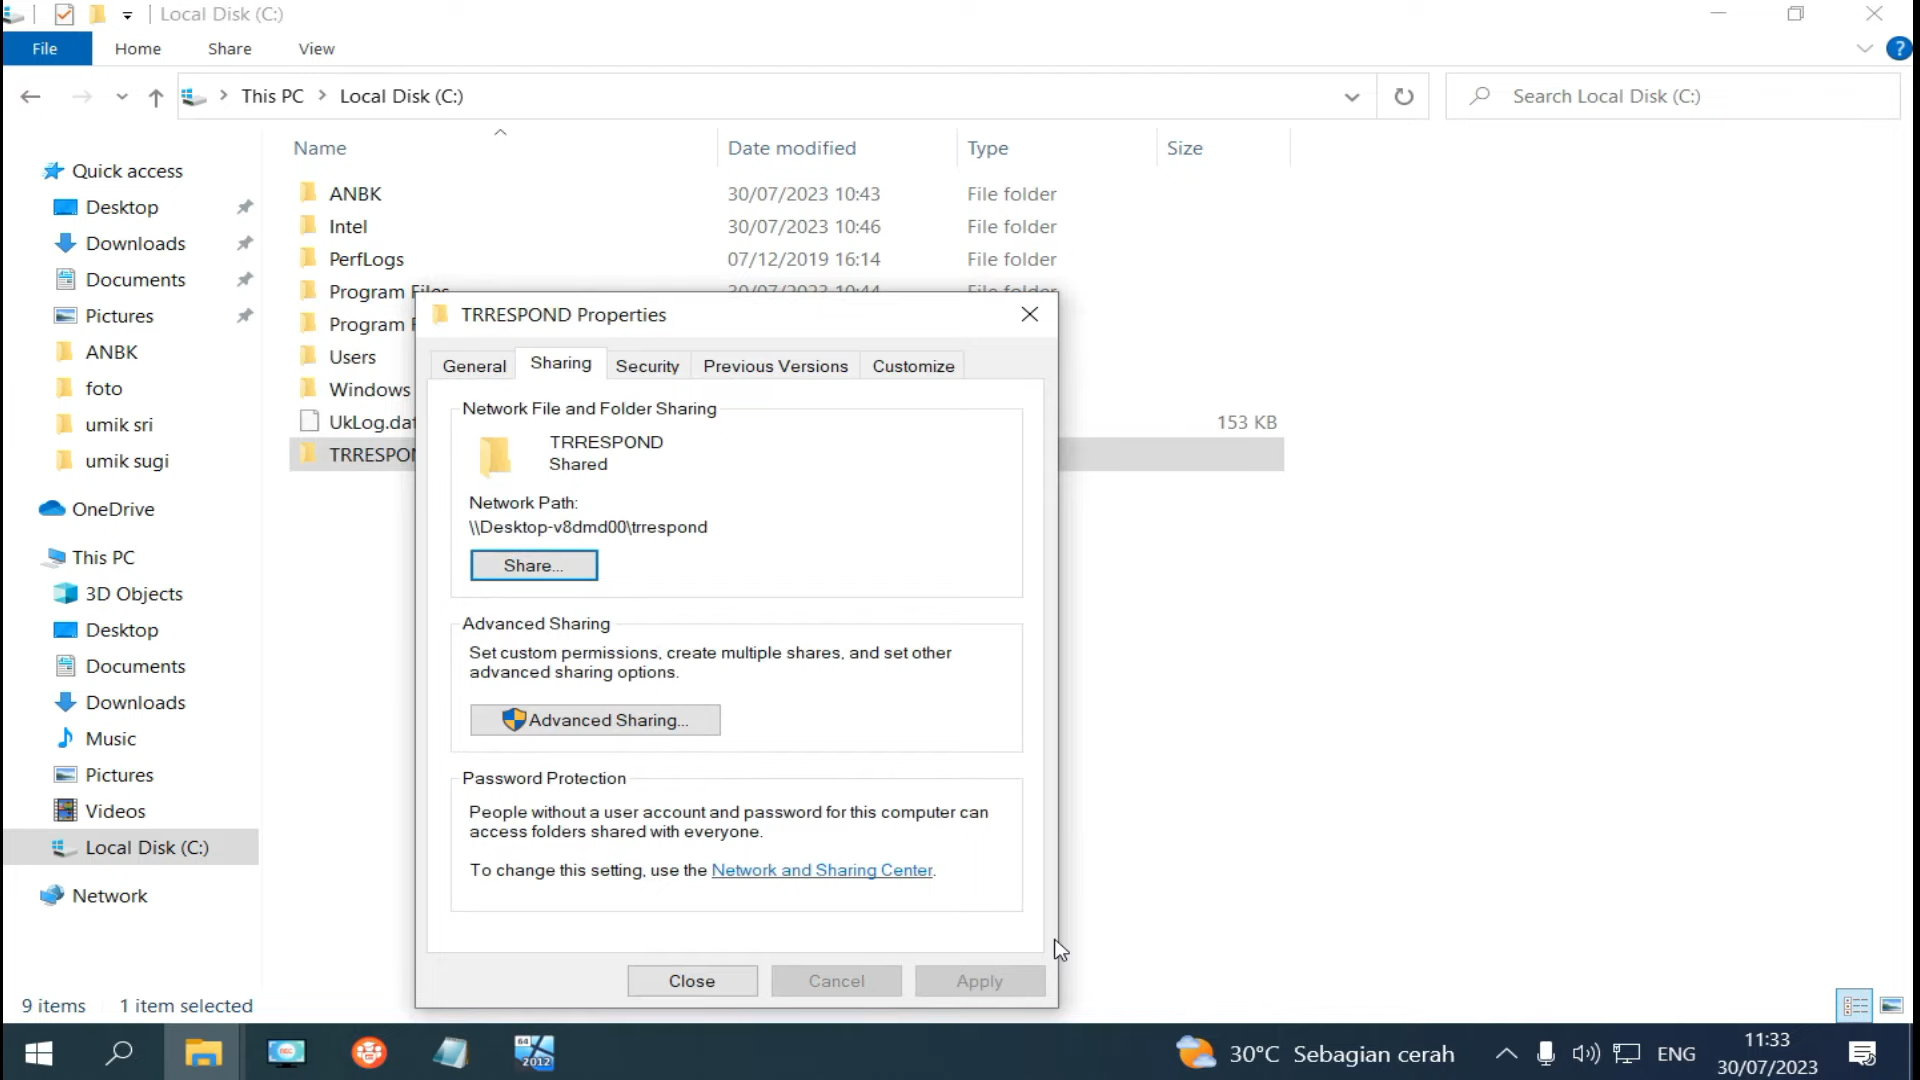 Local Disk (C:)
File
Home
Share
View
?
This PC
Local Disk (C:)
Search Local Disk (C:)
Name
Date modified
Type
Size
Quick access
Desktop
Downloads
Documents
Pictures
ANBK
foto
umik sri
umik sugi
OneDrive
This PC
3D Objects
Desktop
Documents
Downloads
Music
Pictures
Videos
Local Disk (C:)
Network
ANBK 30/07/2023 10:43 File folder
Intel 30/07/2023 10:46 File folder
PerfLogs 07/12/2019 16:14 File folder
Program Files 30/07/2023 10:44 File folder
Program F
Users
Windows
UkLog.dat 153 KB
TRRESPON
TRRESPOND Properties
General
Sharing
Security
Previous Versions
Customize
Network File and Folder Sharing
TRRESPOND
Shared
Network Path:
\\Desktop-v8dmd00\trrespond
Share...
Advanced Sharing
Set custom permissions, create multiple shares, and set other
advanced sharing options.
Advanced Sharing...
Password Protection
People without a user account and password for this computer can
access folders shared with everyone.
To change this setting, use the Network and Sharing Center.
Close
Cancel
Apply
9 items
1 item selected
REC
64
2012
30°C Sebagian cerah
ENG
11:33
30/07/2023